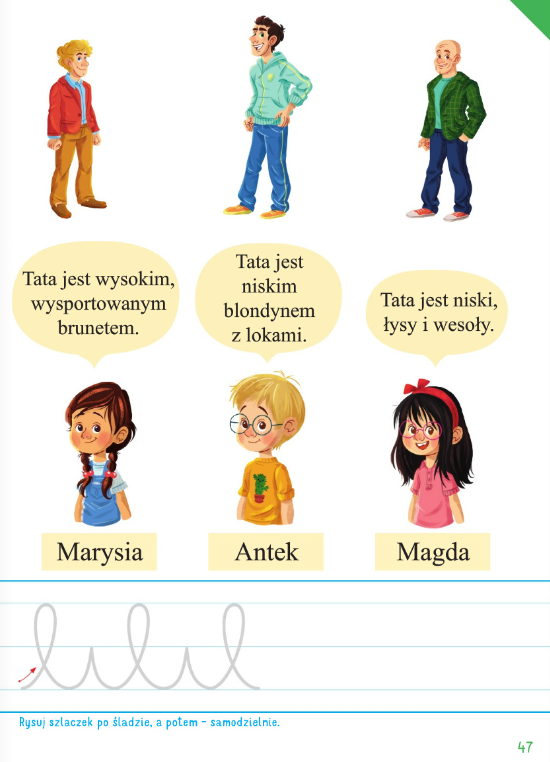 Tata jest wysokim,
wysportowanym
brunetem.
Tata jest
niskim
blondynem
z lokami.
Tata jest niski,
łysy i wesoły.
Marysia
Antek
Magda
Rysuj szlaczek po śladzie, a potem – samodzielnie.
47